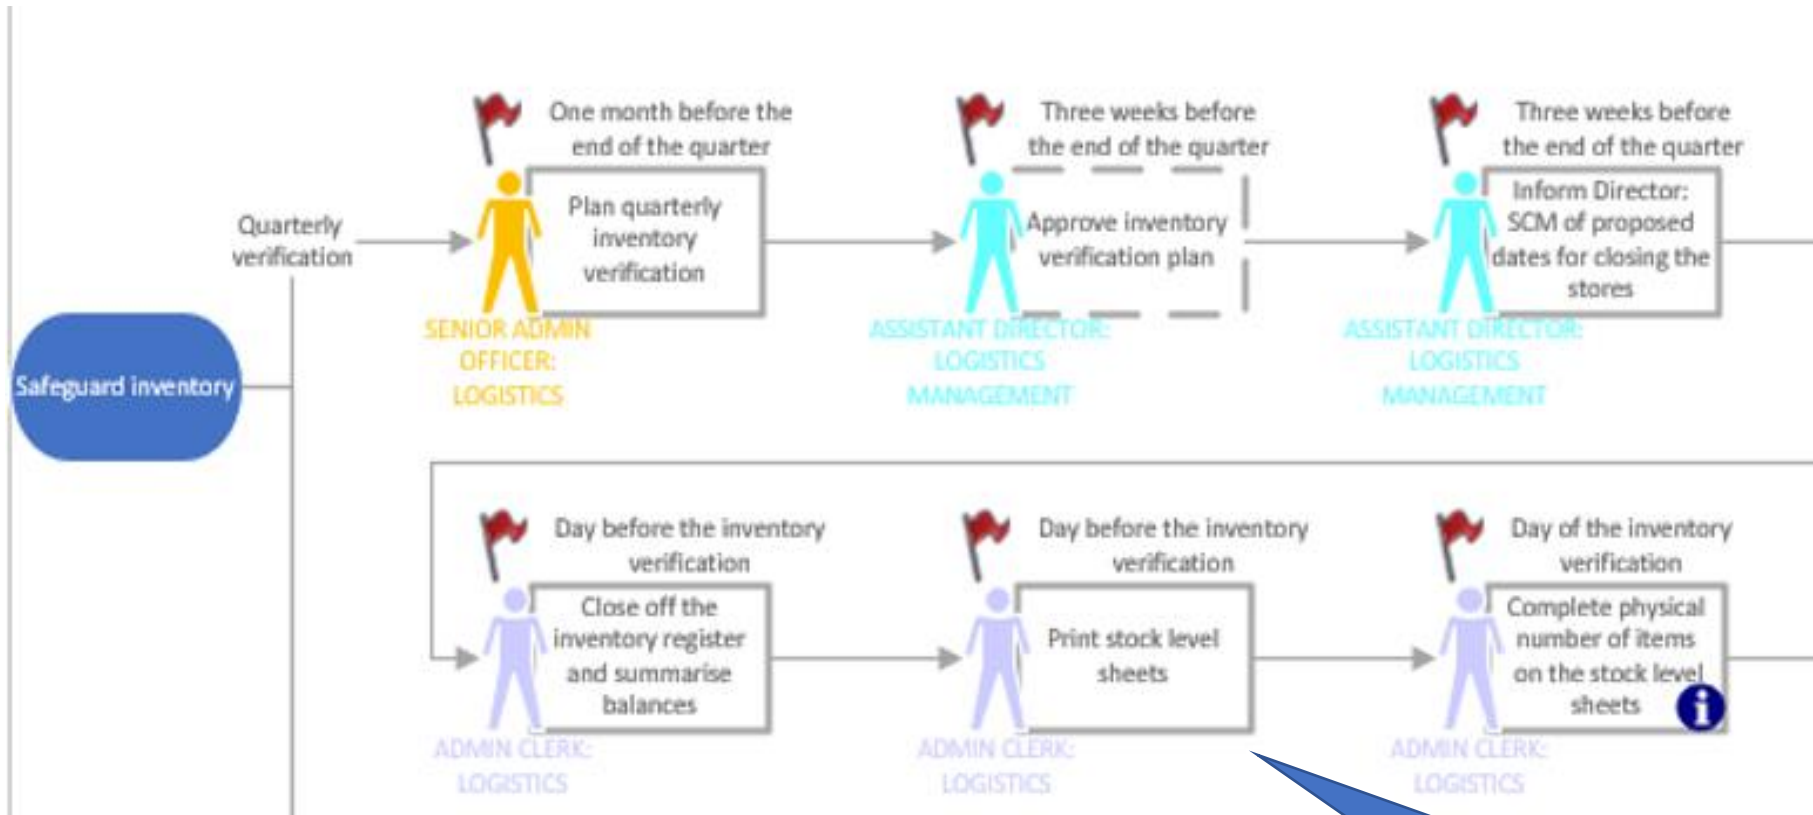 One month before the
end of the quarter
Three weeks before
the end of the quarter
Three weeks before
the end of the quarter
Quarterly
verification
Plan quarterly
inventory
verification
Approve inventory
verification plan
Inform Director:
SCM of proposed
dates for closing the
stores
SENIOR ADMIN
OFFICER:
LOGISTICS
ASSISTANT DIRECTOR:
LOGISTICS
MANAGEMENT
ASSISTANT DIRECTOR:
LOGISTICS
MANAGEMENT
Safeguard inventory
Day before the inventory
verification
Day before the inventory
verification
Day of the inventory
verification
Close off the
inventory register
and summarise
balances
Print stock level
sheets
Complete physical
number of items
on the stock level
sheets
i
ADMIN CLERK:
LOGISTICS
ADMIN CLERK:
LOGISTICS
ADMIN CLERK:
LOGISTICS